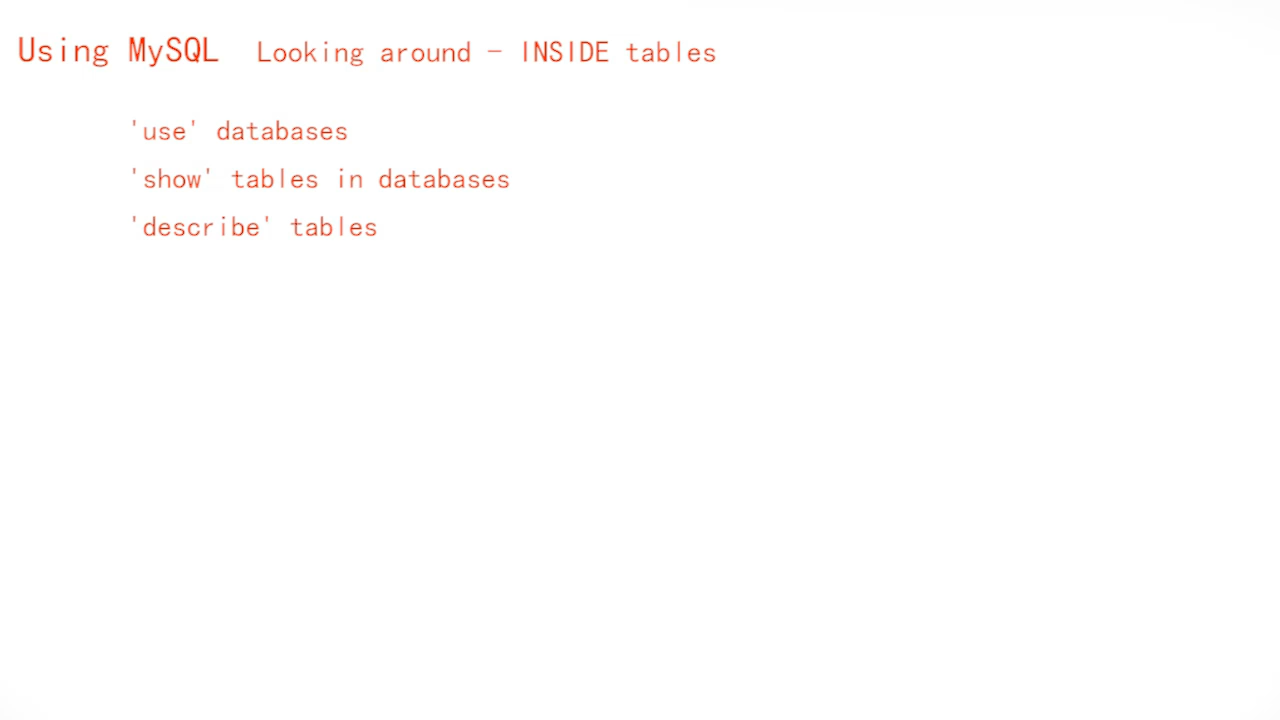 Using MySQL Looking around - INSIDE tables
'use' databases
'show' tables in databases
'describe' tables